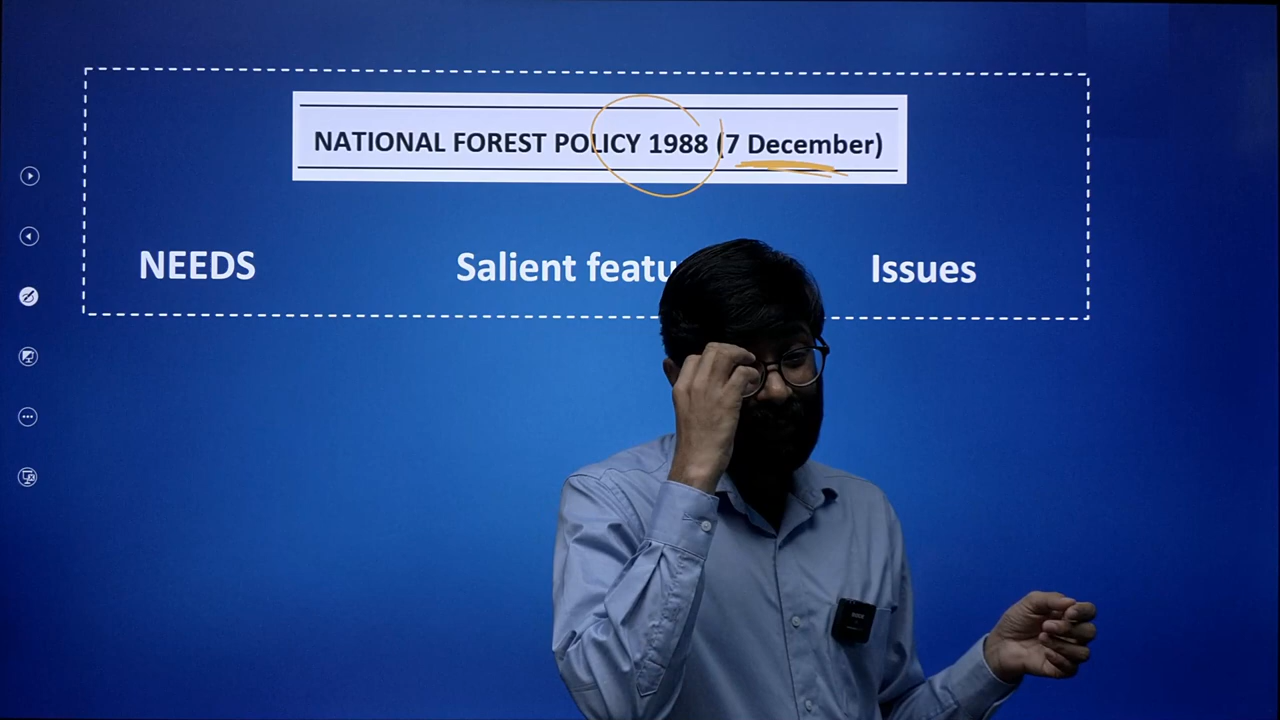 NATIONAL FOREST POLICY 1988 (7 December)
NEEDS Salient featu Issues